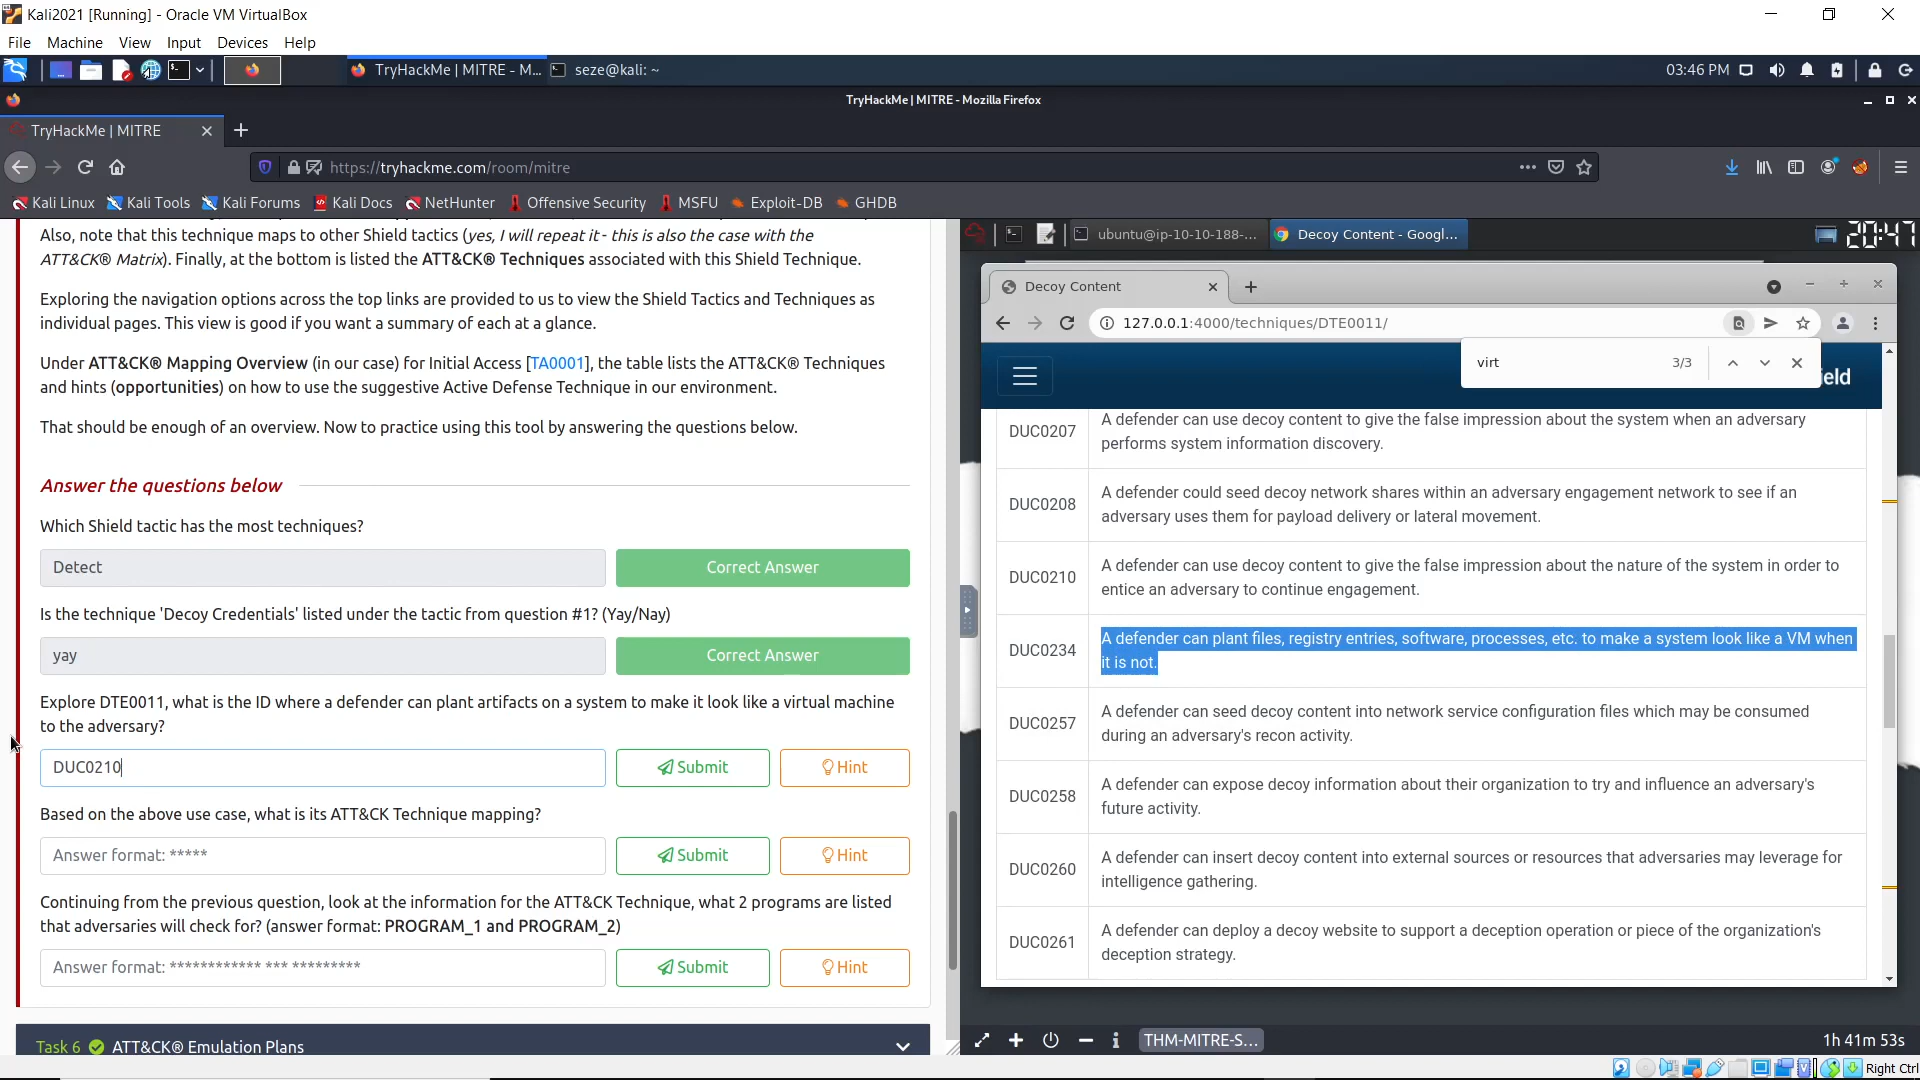 Kali2021 [Running] - Oracle VM VirtualBox
File Machine View Input Devices Help
TryHackMe | MITRE - M...
seze@kali: ~
03:46 PM
TryHackMe | MITRE - Mozilla Firefox
TryHackMe | MITRE
https://tryhackme.com/room/mitre
Kali Linux Kali Tools Kali Forums Kali Docs NetHunter Offensive Security MSFU Exploit-DB GHDB
Also, note that this technique maps to other Shield tactics (yes, I will repeat it - this is also the case with the
ATT&CK® Matrix). Finally, at the bottom is listed the ATT&CK® Techniques associated with this Shield Technique.
Exploring the navigation options across the top links are provided to us to view the Shield Tactics and Techniques as
individual pages. This view is good if you want a summary of each at a glance.
Under ATT&CK® Mapping Overview (in our case) for Initial Access [TA0001], the table lists the ATT&CK® Techniques
and hints (opportunities) on how to use the suggestive Active Defense Technique in our environment.
That should be enough of an overview. Now to practice using this tool by answering the questions below.
Answer the questions below
Which Shield tactic has the most techniques?
Detect
Correct Answer
Is the technique 'Decoy Credentials' listed under the tactic from question #1? (Yay/Nay)
yay
Correct Answer
Explore DTE0011, what is the ID where a defender can plant artifacts on a system to make it look like a virtual machine
to the adversary?
DUC0210
Submit
Hint
Based on the above use case, what is its ATT&CK Technique mapping?
Answer format: *****
Submit
Hint
Continuing from the previous question, look at the information for the ATT&CK Technique, what 2 programs are listed
that adversaries will check for? (answer format: PROGRAM_1 and PROGRAM_2)
Answer format: ************ *** *********
Submit
Hint
Task 6 ATT&CK® Emulation Plans
ubuntu@ip-10-10-188-...
Decoy Content - Googl...
20:47
Decoy Content
127.0.0.1:4000/techniques/DTE0011/
virt
3/3
ield
DUC0207
A defender can use decoy content to give the false impression about the system when an adversary
performs system information discovery.
DUC0208
A defender could seed decoy network shares within an adversary engagement network to see if an
adversary uses them for payload delivery or lateral movement.
DUC0210
A defender can use decoy content to give the false impression about the nature of the system in order to
entice an adversary to continue engagement.
DUC0234
A defender can plant files, registry entries, software, processes, etc. to make a system look like a VM when
it is not.
DUC0257
A defender can seed decoy content into network service configuration files which may be consumed
during an adversary's recon activity.
DUC0258
A defender can expose decoy information about their organization to try and influence an adversary's
future activity.
DUC0260
A defender can insert decoy content into external sources or resources that adversaries may leverage for
intelligence gathering.
DUC0261
A defender can deploy a decoy website to support a deception operation or piece of the organization's
deception strategy.
THM-MITRE-S...
1h 41m 53s
Right Ctrl